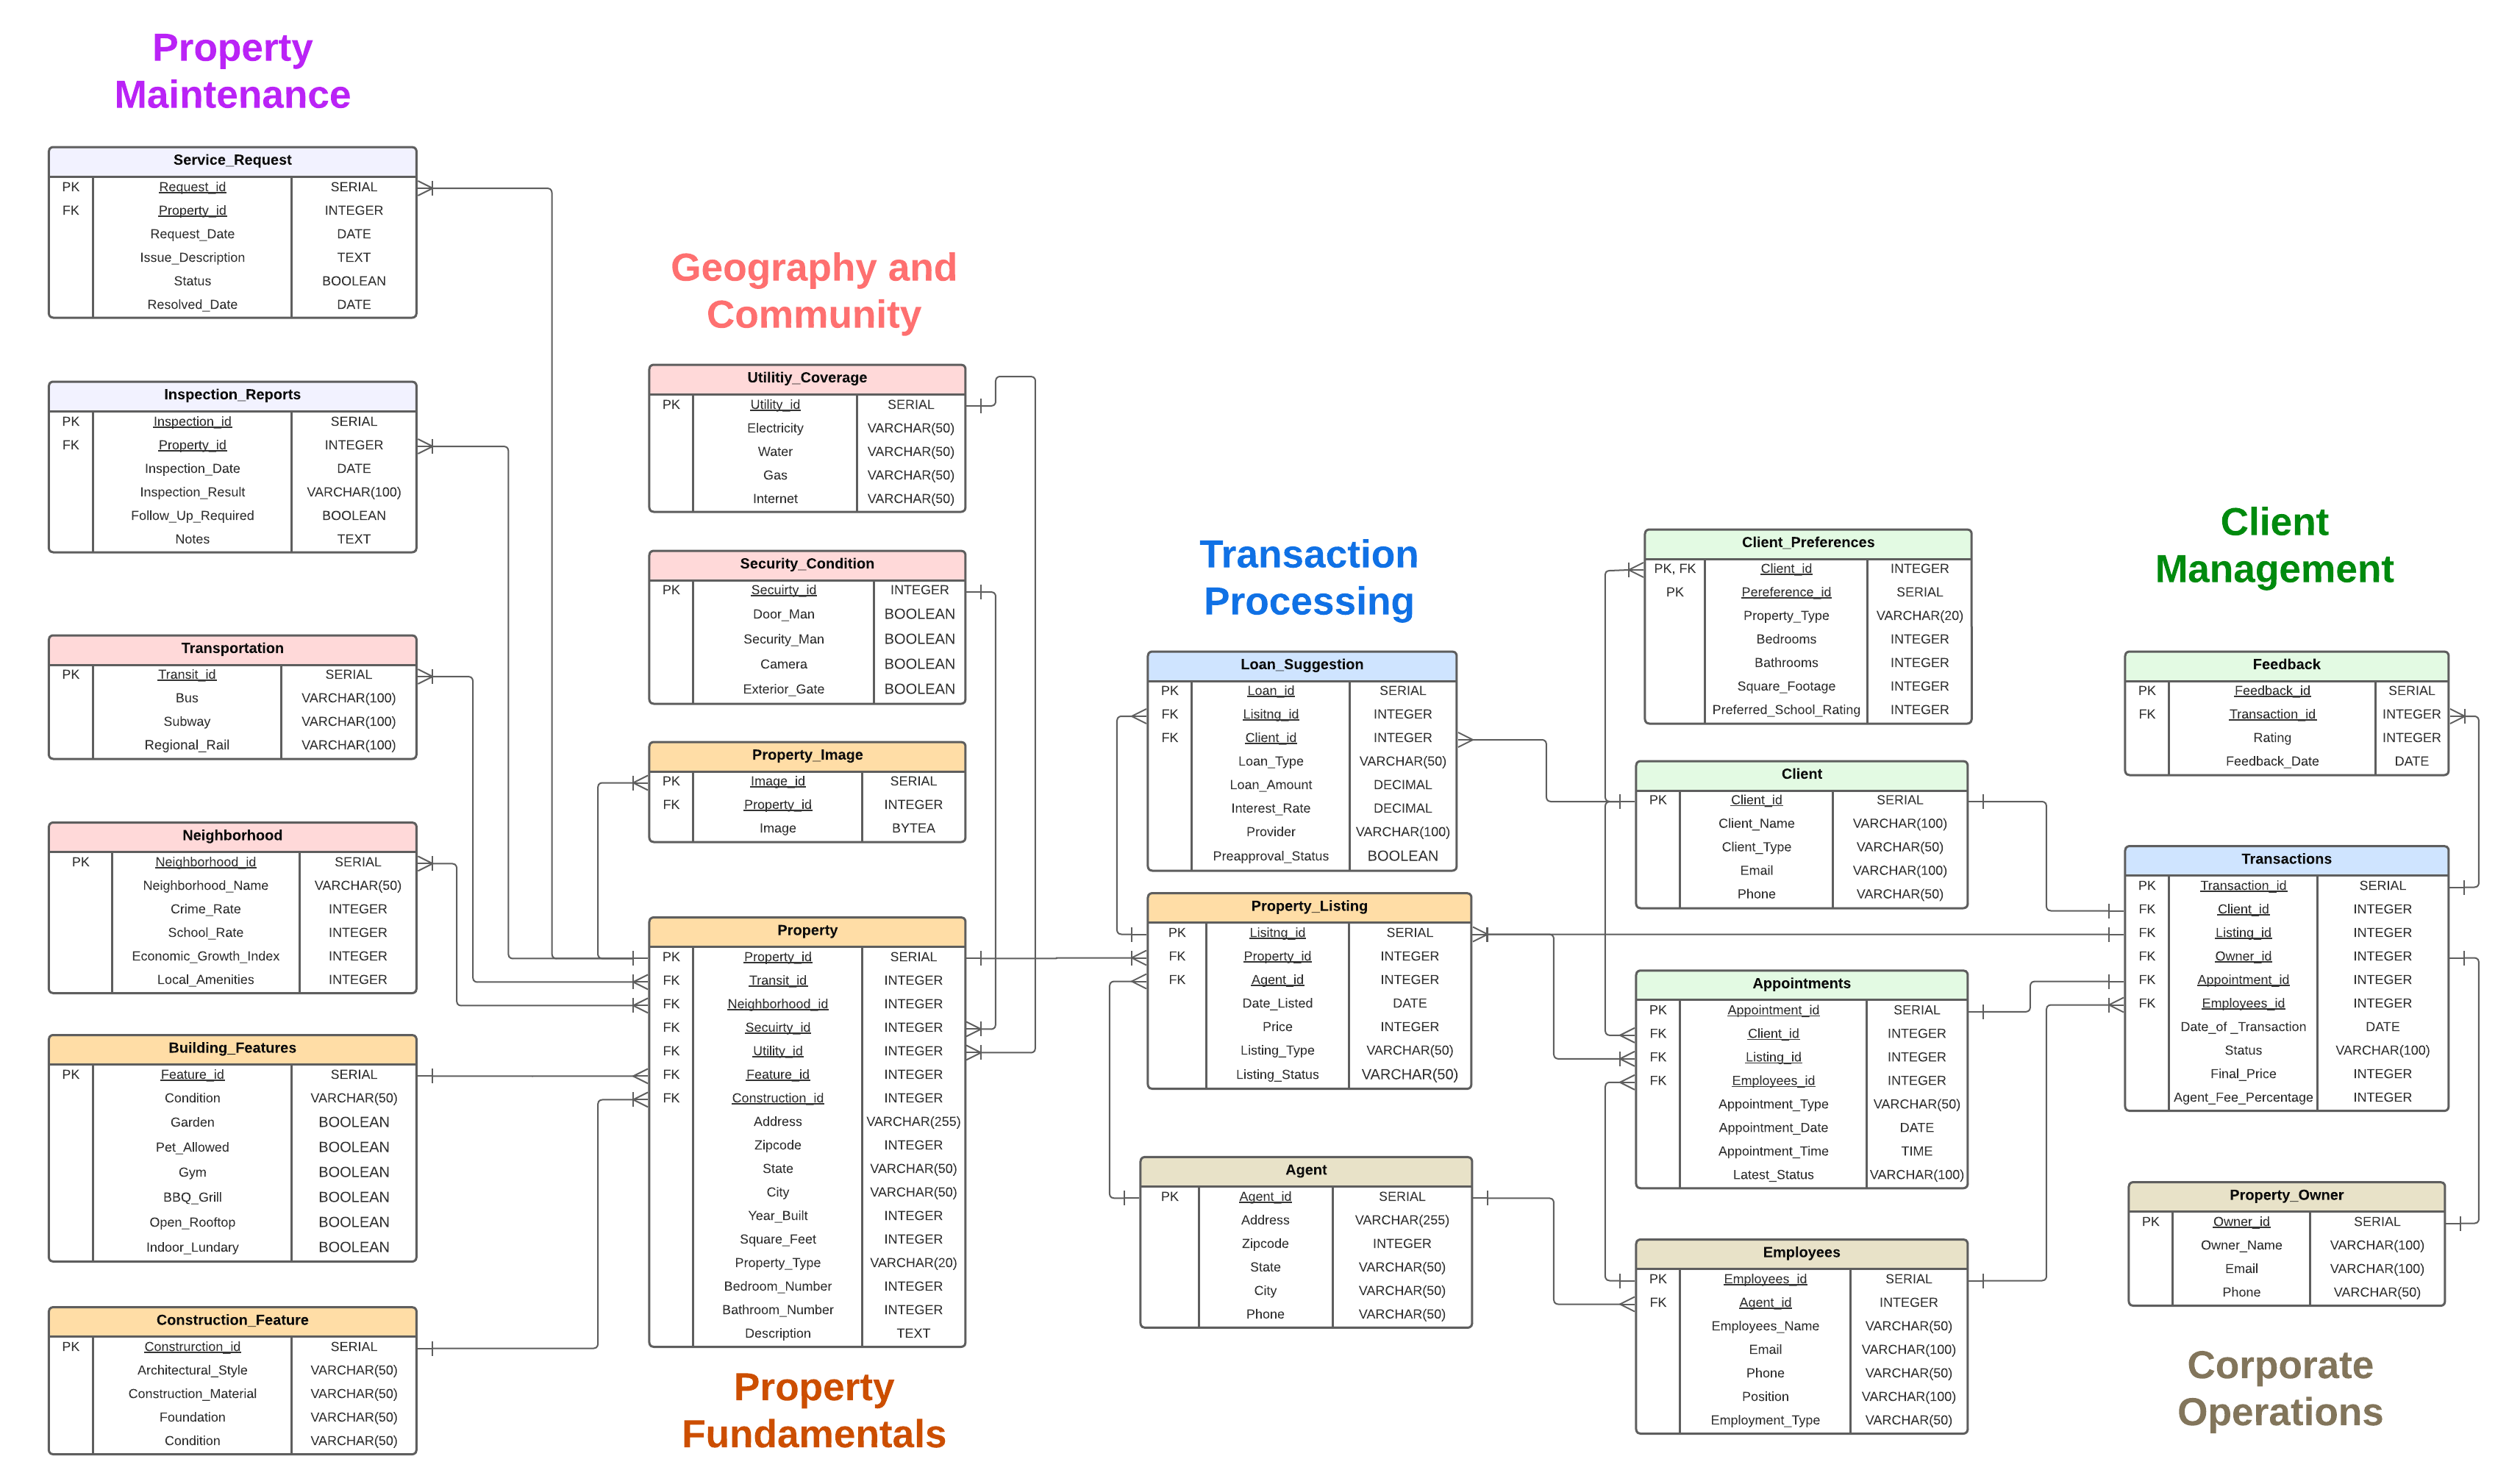 Property
Maintenance
Service_Request
PK Request_id SERIAL
FK Property_id INTEGER
Request_Date DATE
Issue_Description TEXT
Status BOOLEAN
Resolved_Date DATE
Inspection_Reports
PK Inspection_id SERIAL
FK Property_id INTEGER
Inspection_Date DATE
Inspection_Result VARCHAR(100)
Follow_Up_Required BOOLEAN
Notes TEXT
Transportation
PK Transit_id SERIAL
Bus VARCHAR(100)
Subway VARCHAR(100)
Regional_Rail VARCHAR(100)
Neighborhood
PK Neighborhood_id SERIAL
Neighborhood_Name VARCHAR(50)
Crime_Rate INTEGER
School_Rate INTEGER
Economic_Growth_Index INTEGER
Local_Amenities INTEGER
Building_Features
PK Feature_id SERIAL
Condition VARCHAR(50)
Garden BOOLEAN
Pet_Allowed BOOLEAN
Gym BOOLEAN
BBQ_Grill BOOLEAN
Open_Rooftop BOOLEAN
Indoor_Lundary BOOLEAN
Construction_Feature
PK Construrction_id SERIAL
Architectural_Style VARCHAR(50)
Construction_Material VARCHAR(50)
Foundation VARCHAR(50)
Condition VARCHAR(50)
Geography and
Community
Utilitiy_Coverage
PK Utility_id SERIAL
Electricity VARCHAR(50)
Water VARCHAR(50)
Gas VARCHAR(50)
Internet VARCHAR(50)
Security_Condition
PK Secuirty_id INTEGER
Door_Man BOOLEAN
Security_Man BOOLEAN
Camera BOOLEAN
Exterior_Gate BOOLEAN
Property_Image
PK Image_id SERIAL
FK Property_id INTEGER
Image BYTEA
Property
PK Property_id SERIAL
FK Transit_id INTEGER
FK Neighborhood_id INTEGER
FK Secuirty_id INTEGER
FK Utility_id INTEGER
FK Feature_id INTEGER
FK Construction_id INTEGER
Address VARCHAR(255)
Zipcode INTEGER
State VARCHAR(50)
City VARCHAR(50)
Year_Built INTEGER
Square_Feet INTEGER
Property_Type VARCHAR(20)
Bedroom_Number INTEGER
Bathroom_Number INTEGER
Description TEXT
Property
Fundamentals
Transaction
Processing
Loan_Suggestion
PK Loan_id SERIAL
FK Lisitng_id INTEGER
FK Client_id INTEGER
Loan_Type VARCHAR(50)
Loan_Amount DECIMAL
Interest_Rate DECIMAL
Provider VARCHAR(100)
Preapproval_Status BOOLEAN
Property_Listing
PK Lisitng_id SERIAL
FK Property_id INTEGER
FK Agent_id INTEGER
Date_Listed DATE
Price INTEGER
Listing_Type VARCHAR(50)
Listing_Status VARCHAR(50)
Agent
PK Agent_id SERIAL
Address VARCHAR(255)
Zipcode INTEGER
State VARCHAR(50)
City VARCHAR(50)
Phone VARCHAR(50)
Client_Preferences
PK, FK Client_id INTEGER
PK Pereference_id SERIAL
Property_Type VARCHAR(20)
Bedrooms INTEGER
Bathrooms INTEGER
Square_Footage INTEGER
Preferred_School_Rating INTEGER
Client
PK Client_id SERIAL
Client_Name VARCHAR(100)
Client_Type VARCHAR(50)
Email VARCHAR(100)
Phone VARCHAR(50)
Appointments
PK Appointment_id SERIAL
FK Client_id INTEGER
FK Listing_id INTEGER
FK Employees_id INTEGER
Appointment_Type VARCHAR(50)
Appointment_Date DATE
Appointment_Time TIME
Latest_Status VARCHAR(100)
Employees
PK Employees_id SERIAL
FK Agent_id INTEGER
Employees_Name VARCHAR(50)
Email VARCHAR(100)
Phone VARCHAR(50)
Position VARCHAR(100)
Employment_Type VARCHAR(50)
Client
Management
Feedback
PK Feedback_id SERIAL
FK Transaction_id INTEGER
Rating INTEGER
Feedback_Date DATE
Transactions
PK Transaction_id SERIAL
FK Client_id INTEGER
FK Listing_id INTEGER
FK Owner_id INTEGER
FK Appointment_id INTEGER
FK Employees_id INTEGER
Date_of _Transaction DATE
Status VARCHAR(100)
Final_Price INTEGER
Agent_Fee_Percentage INTEGER
Property_Owner
PK Owner_id SERIAL
Owner_Name VARCHAR(100)
Email VARCHAR(100)
Phone VARCHAR(50)
Corporate
Operations